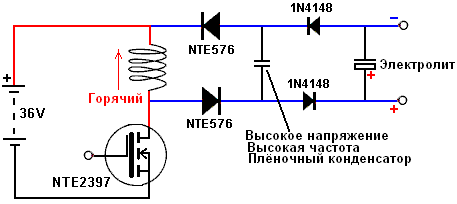 1N4148
–
NTE576
+
36V
Горячий
1N4148
Электролит
+
NTE576
+
Высокое напряжение
Высокая частота
Плёночный конденсатор
NTE2397